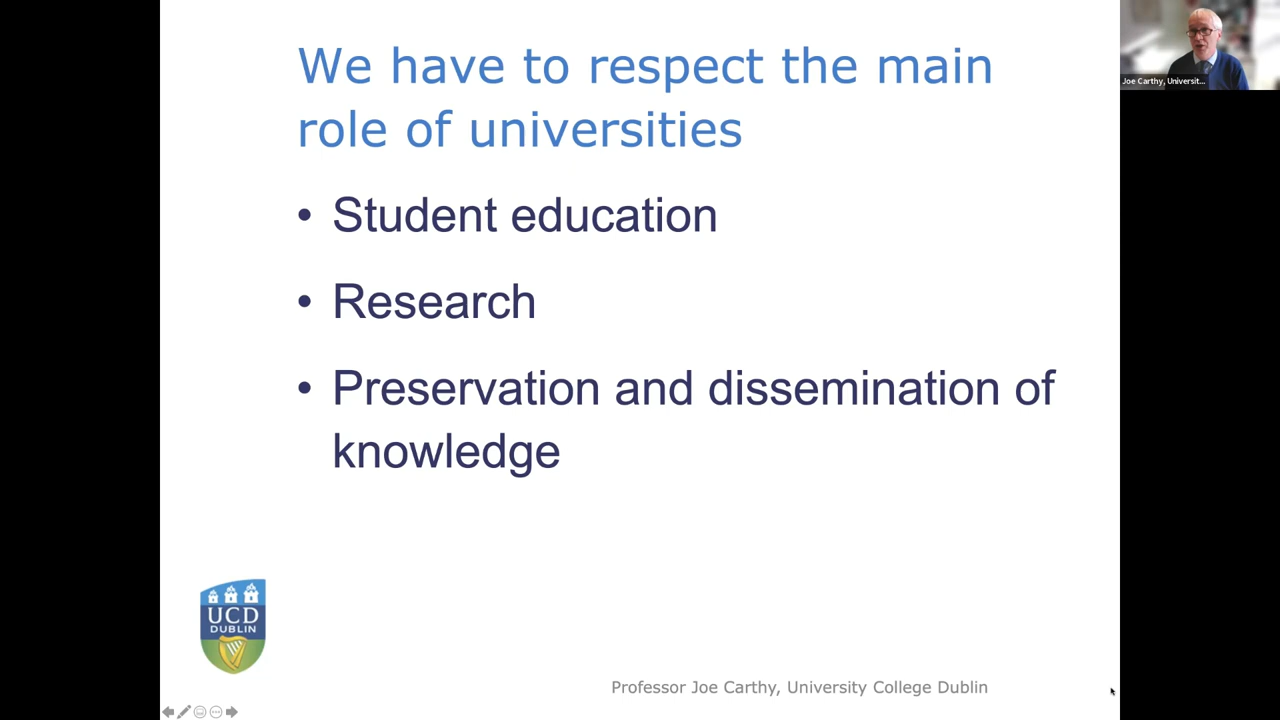 We have to respect the main
role of universities
• Student education
• Research
• Preservation and dissemination of
knowledge
Joe Carthy, Universit...
UCD
DUBLIN
Professor Joe Carthy, University College Dublin